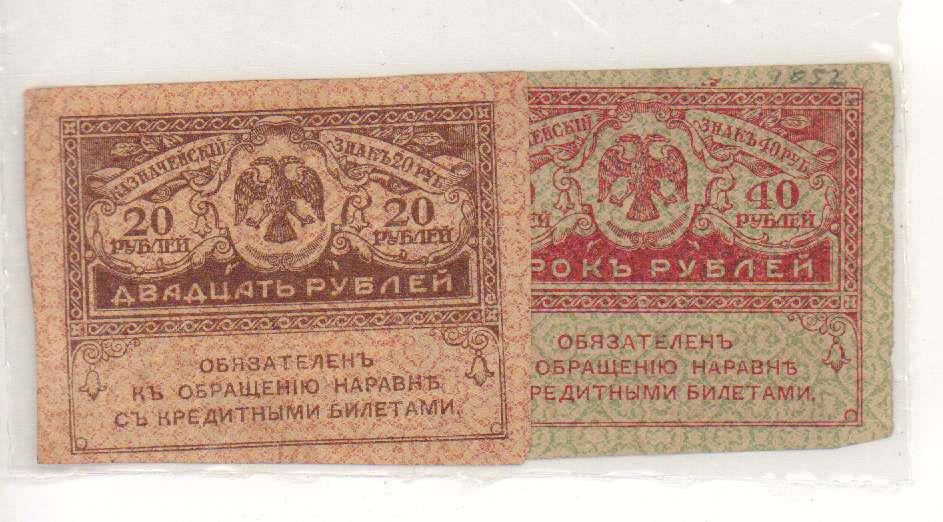 КАЗНАЧЕЙСКІЙ ЗНАКЪ 20 РУБ.
20 РУБЛЕЙ
20 РУБЛЕЙ
ДВАДЦАТЬ РУБЛЕЙ
ОБЯЗАТЕЛЕНЪ
КЪ ОБРАЩЕНІЮ НАРАВНѢ
СЪ КРЕДИТНЫМИ БИЛЕТАМИ.
1852
ЗНАКЪ 40 РУБ.
40
РУБЛЕЙ
РОКЪ РУБЛЕЙ
ОБЯЗАТЕЛЕНЪ
ОБРАЩЕНІЮ НАРАВНѢ
РЕДИТНЫМИ БИЛЕТАМИ.